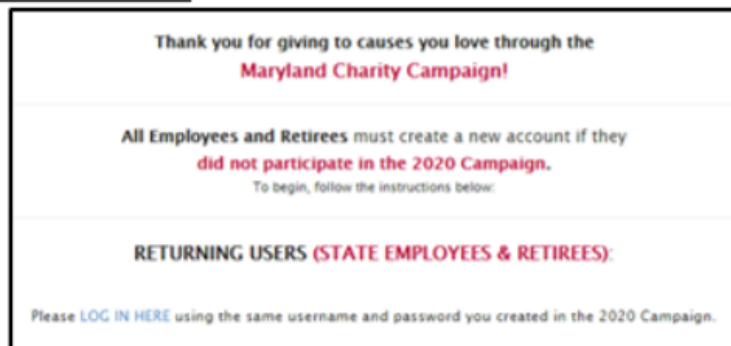 Thank you for giving to causes you love through the
Maryland Charity Campaign!
All Employees and Retirees must create a new account if they
did not participate in the 2020 Campaign.
To begin, follow the instructions below:
RETURNING USERS (STATE EMPLOYEES & RETIREES):
Please LOG IN HERE using the same username and password you created in the 2020 Campaign.